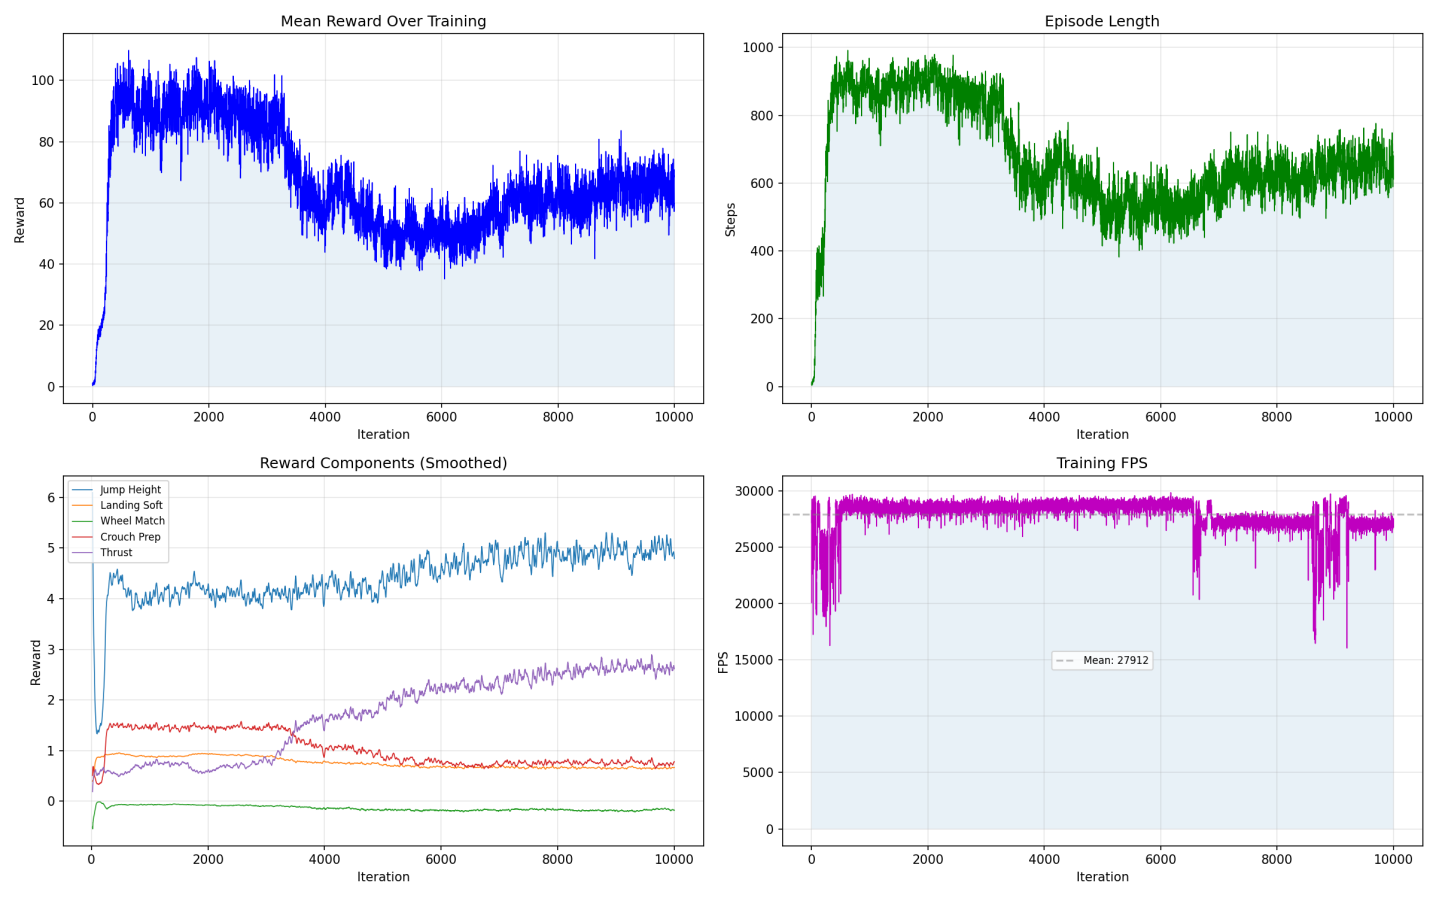 Mean Reward Over Training
Reward
100
80
60
40
20
0
0 2000 4000 6000 8000 10000
Iteration
Episode Length
Steps
1000
800
600
400
200
0
0 2000 4000 6000 8000 10000
Iteration
Reward Components (Smoothed)
Reward
6
5
4
3
2
1
0
Jump Height
Landing Soft
Wheel Match
Crouch Prep
Thrust
0 2000 4000 6000 8000 10000
Iteration
Training FPS
FPS
30000
25000
20000
15000
10000
5000
0
Mean: 27912
0 2000 4000 6000 8000 10000
Iteration